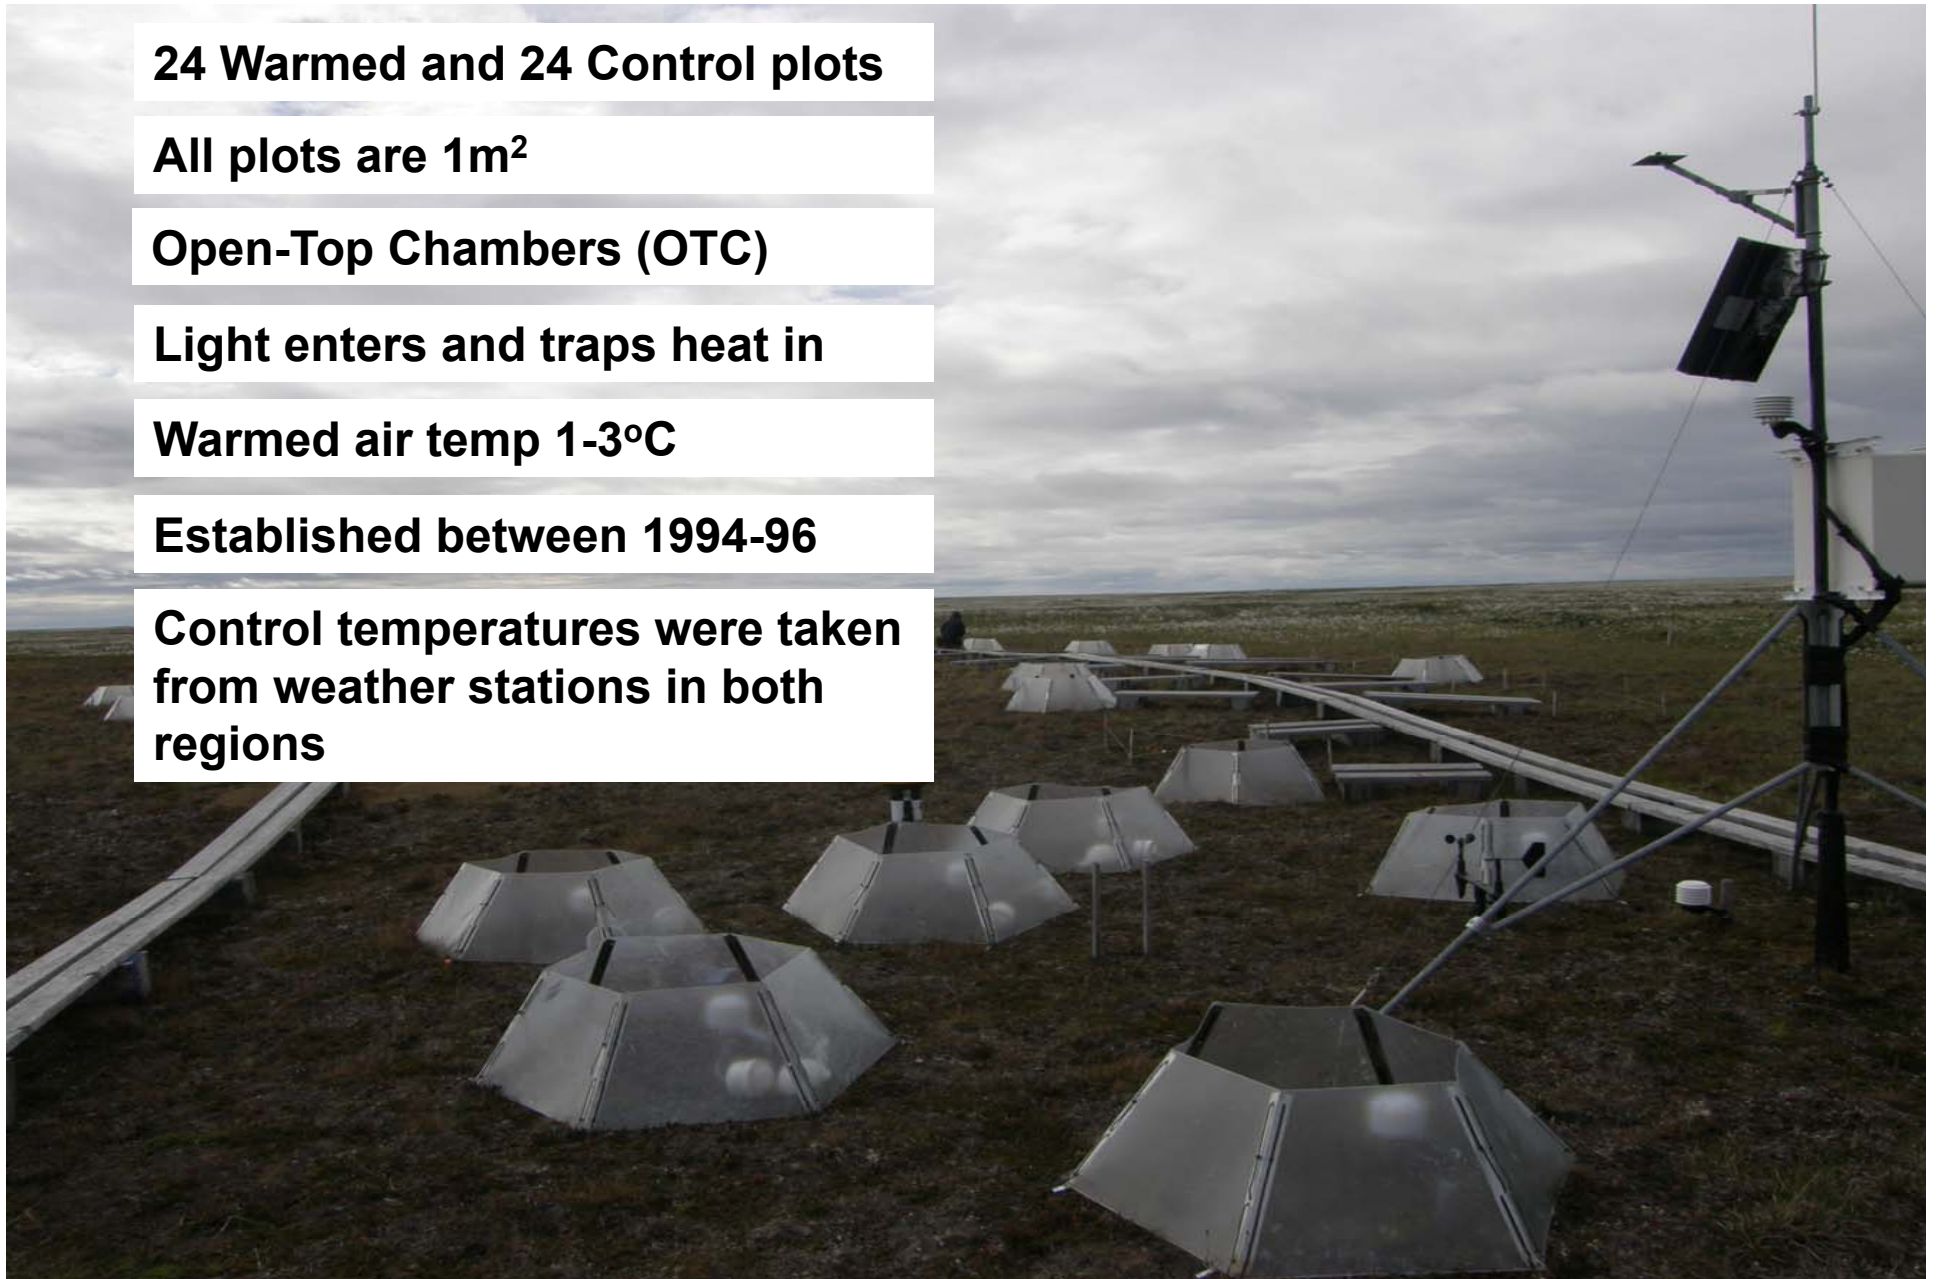 24 Warmed and 24 Control plots
All plots are 1m²
Open-Top Chambers (OTC)
Light enters and traps heat in
Warmed air temp 1-3ºC
Established between 1994-96
Control temperatures were taken
from weather stations in both
regions